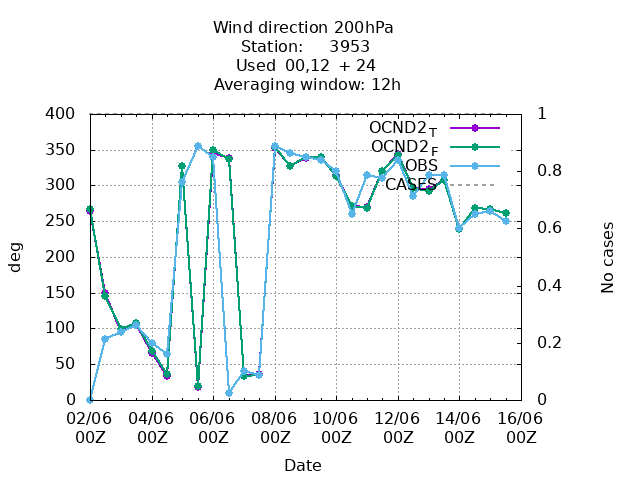 Wind direction 200hPa
Station: 3953
Used 00,12 + 24
Averaging window: 12h
400
350
300
250
200
150
100
50
0
deg
1
0.8
0.6
0.4
0.2
0
No cases
OCND2T
OCND2F
OBS
CASES
02/06 04/06 06/06 08/06 10/06 12/06 14/06 16/06
00Z 00Z 00Z 00Z 00Z 00Z 00Z 00Z
Date